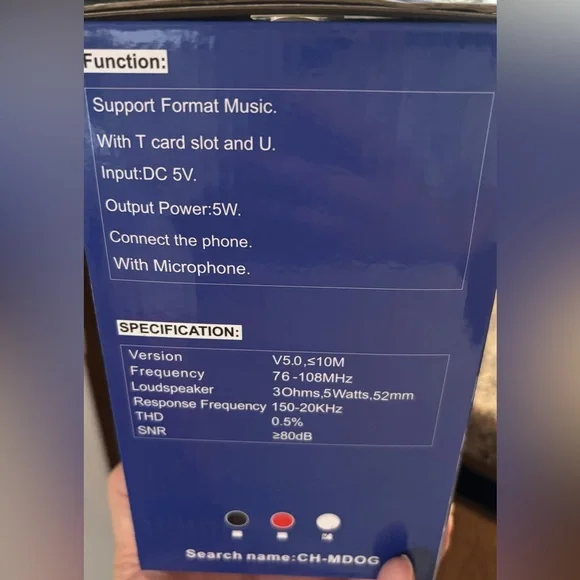 Function:
Support Format Music.
With T card slot and U.
Input:DC 5V.
Output Power:5W.
Connect the phone.
With Microphone.
SPECIFICATION:
Version V5.0,≤10M
Frequency 76-108MHz
Loudspeaker 3Ohms,5Watts,52mm
Response Frequency 150-20KHz
THD 0.5%
SNR ≥80dB
Search name:CH-MDOG